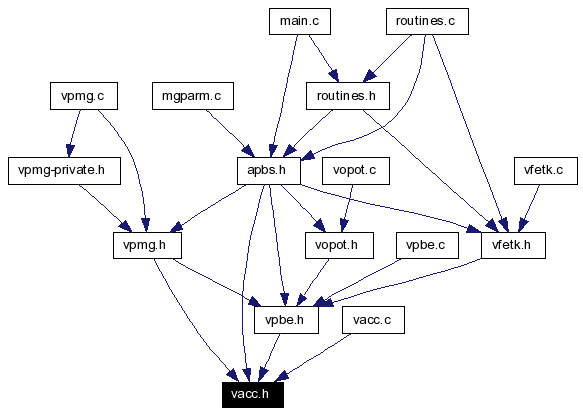 main.c
routines.c
vpmg.c
mgparm.c
routines.h
vpmg-private.h
apbs.h
vopot.c
vfetk.c
vpmg.h
vopot.h
vpbe.c
vfetk.h
vpbe.h
vacc.c
vacc.h